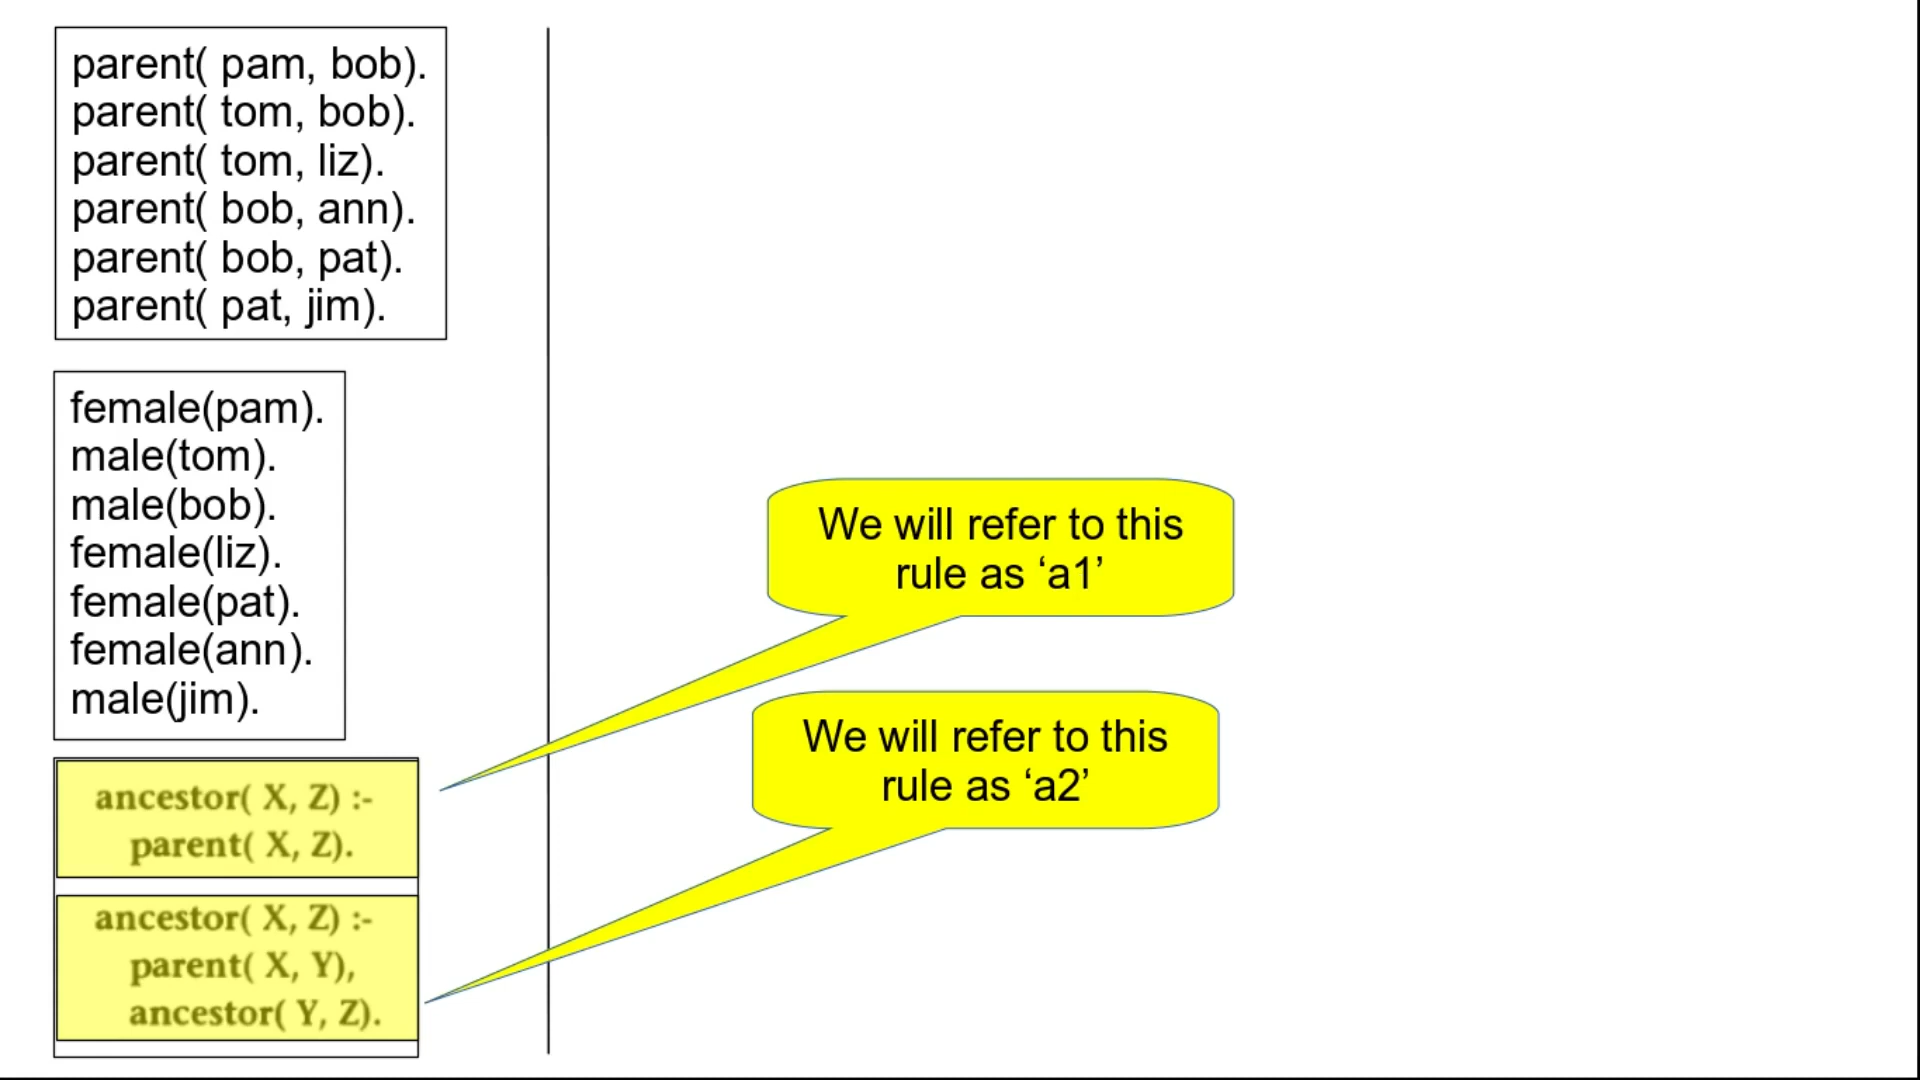 parent( pam, bob).
parent( tom, bob).
parent( tom, liz).
parent( bob, ann).
parent( bob, pat).
parent( pat, jim).
female(pam).
male(tom).
male(bob).
female(liz).
female(pat).
female(ann).
male(jim).
ancestor( X, Z) :-
parent( X, Z).
ancestor( X, Z) :-
parent( X, Y),
ancestor( Y, Z).
We will refer to this
rule as ‘a1’
We will refer to this
rule as ‘a2’